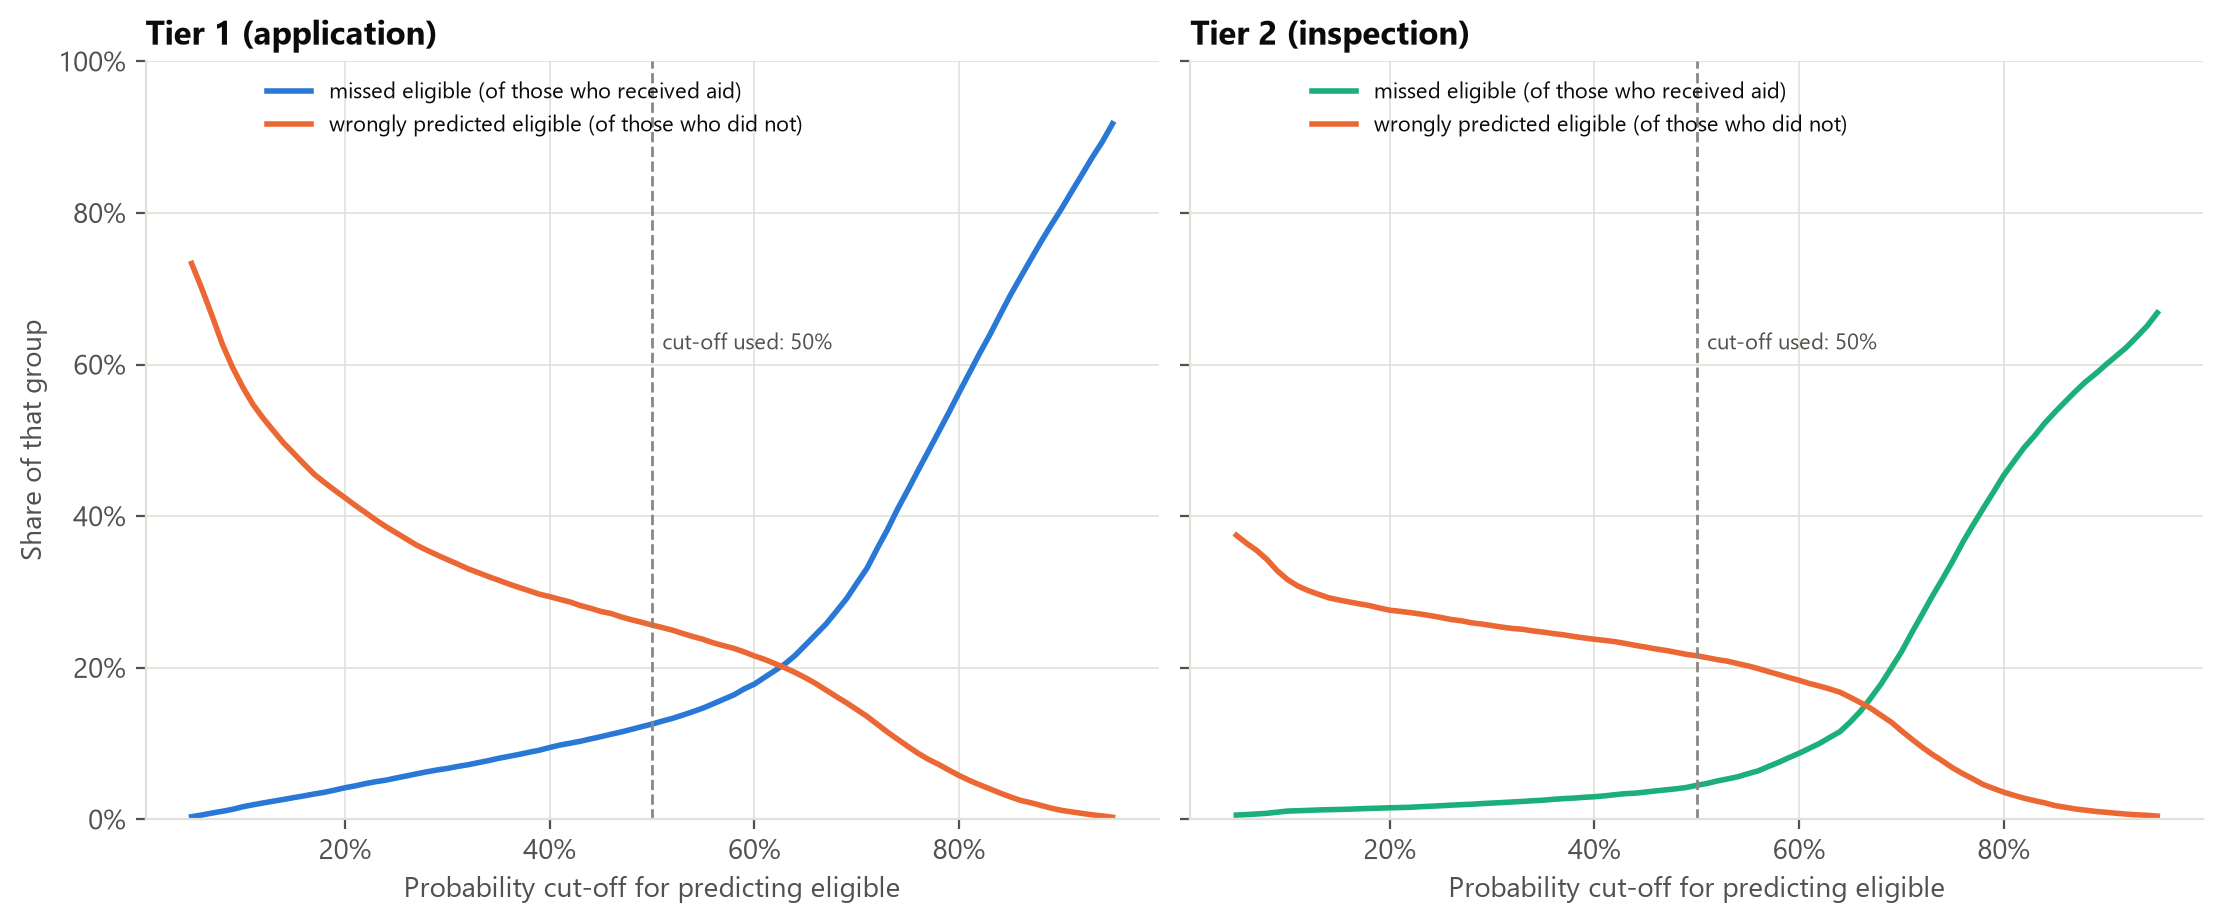 Tier 1 (application)
100%
80%
60%
40%
20%
0%
Share of that group
missed eligible (of those who received aid)
wrongly predicted eligible (of those who did not)
cut-off used: 50%
20%
40%
60%
80%
Probability cut-off for predicting eligible
Tier 2 (inspection)
missed eligible (of those who received aid)
wrongly predicted eligible (of those who did not)
cut-off used: 50%
20%
40%
60%
80%
Probability cut-off for predicting eligible